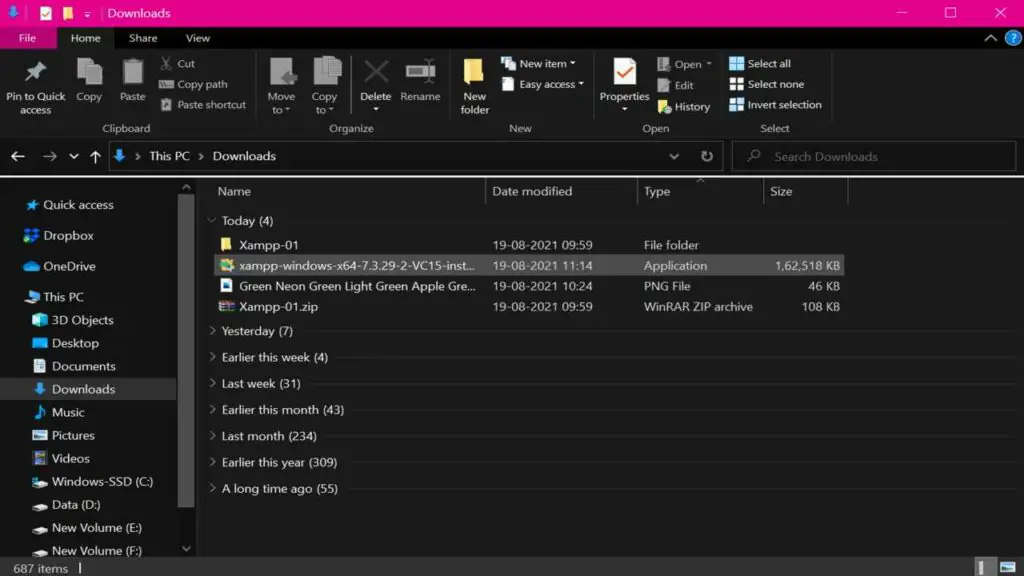 Downloads
File Home Share View
Pin to Quick access
Copy
Paste
Cut
Copy path
Paste shortcut
Clipboard
Move to
Copy to
Delete
Rename
Organize
New folder
New item
Easy access
New
Properties
Open
Edit
History
Open
Select all
Select none
Invert selection
Select
This PC > Downloads
Search Downloads
Name Date modified Type Size
Quick access
Dropbox
OneDrive
This PC
3D Objects
Desktop
Documents
Downloads
Music
Pictures
Videos
Windows-SSD (C:)
Data (D:)
New Volume (E:)
New Volume (F:)
Today (4)
Xampp-01 19-08-2021 09:59 File folder
xampp-windows-x64-7.3.29-2-VC15-inst... 19-08-2021 11:14 Application 1,62,518 KB
Green Neon Green Light Green Apple Gre... 19-08-2021 10:24 PNG File 46 KB
Xampp-01.zip 19-08-2021 09:59 WinRAR ZIP archive 108 KB
Yesterday (7)
Earlier this week (4)
Last week (31)
Earlier this month (43)
Last month (234)
Earlier this year (309)
A long time ago (55)
687 items